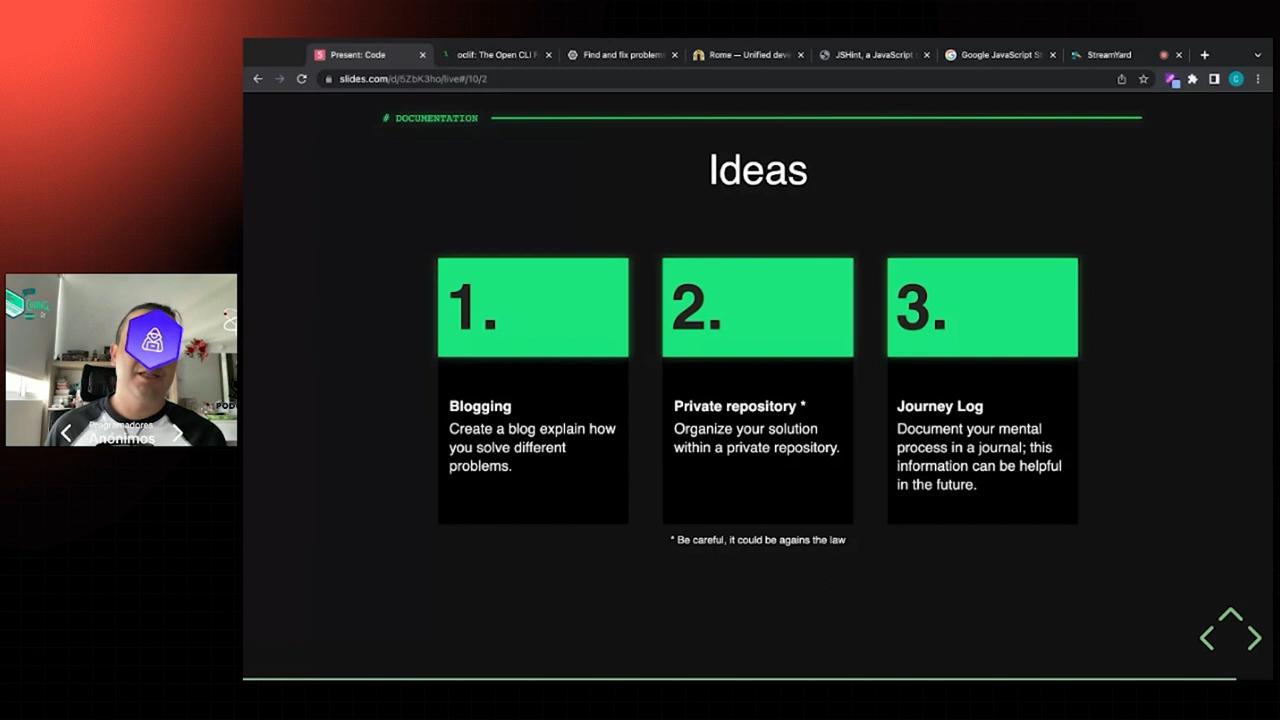 Present: Code
oclif: The Open CLI F
Find and fix problems
Rome — Unified dev
JSHint, a JavaScript
Google JavaScript St
StreamYard
slides.com/d/5ZbK3ho/live#/10/2
# DOCUMENTATION
Ideas
1.
2.
3.
Blogging
Create a blog explain how
you solve different
problems.
Private repository *
Organize your solution
within a private repository.
Journey Log
Document your mental
process in a journal; this
information can be helpful
in the future.
* Be careful, it could be agains the law
Programadores
Anónimos